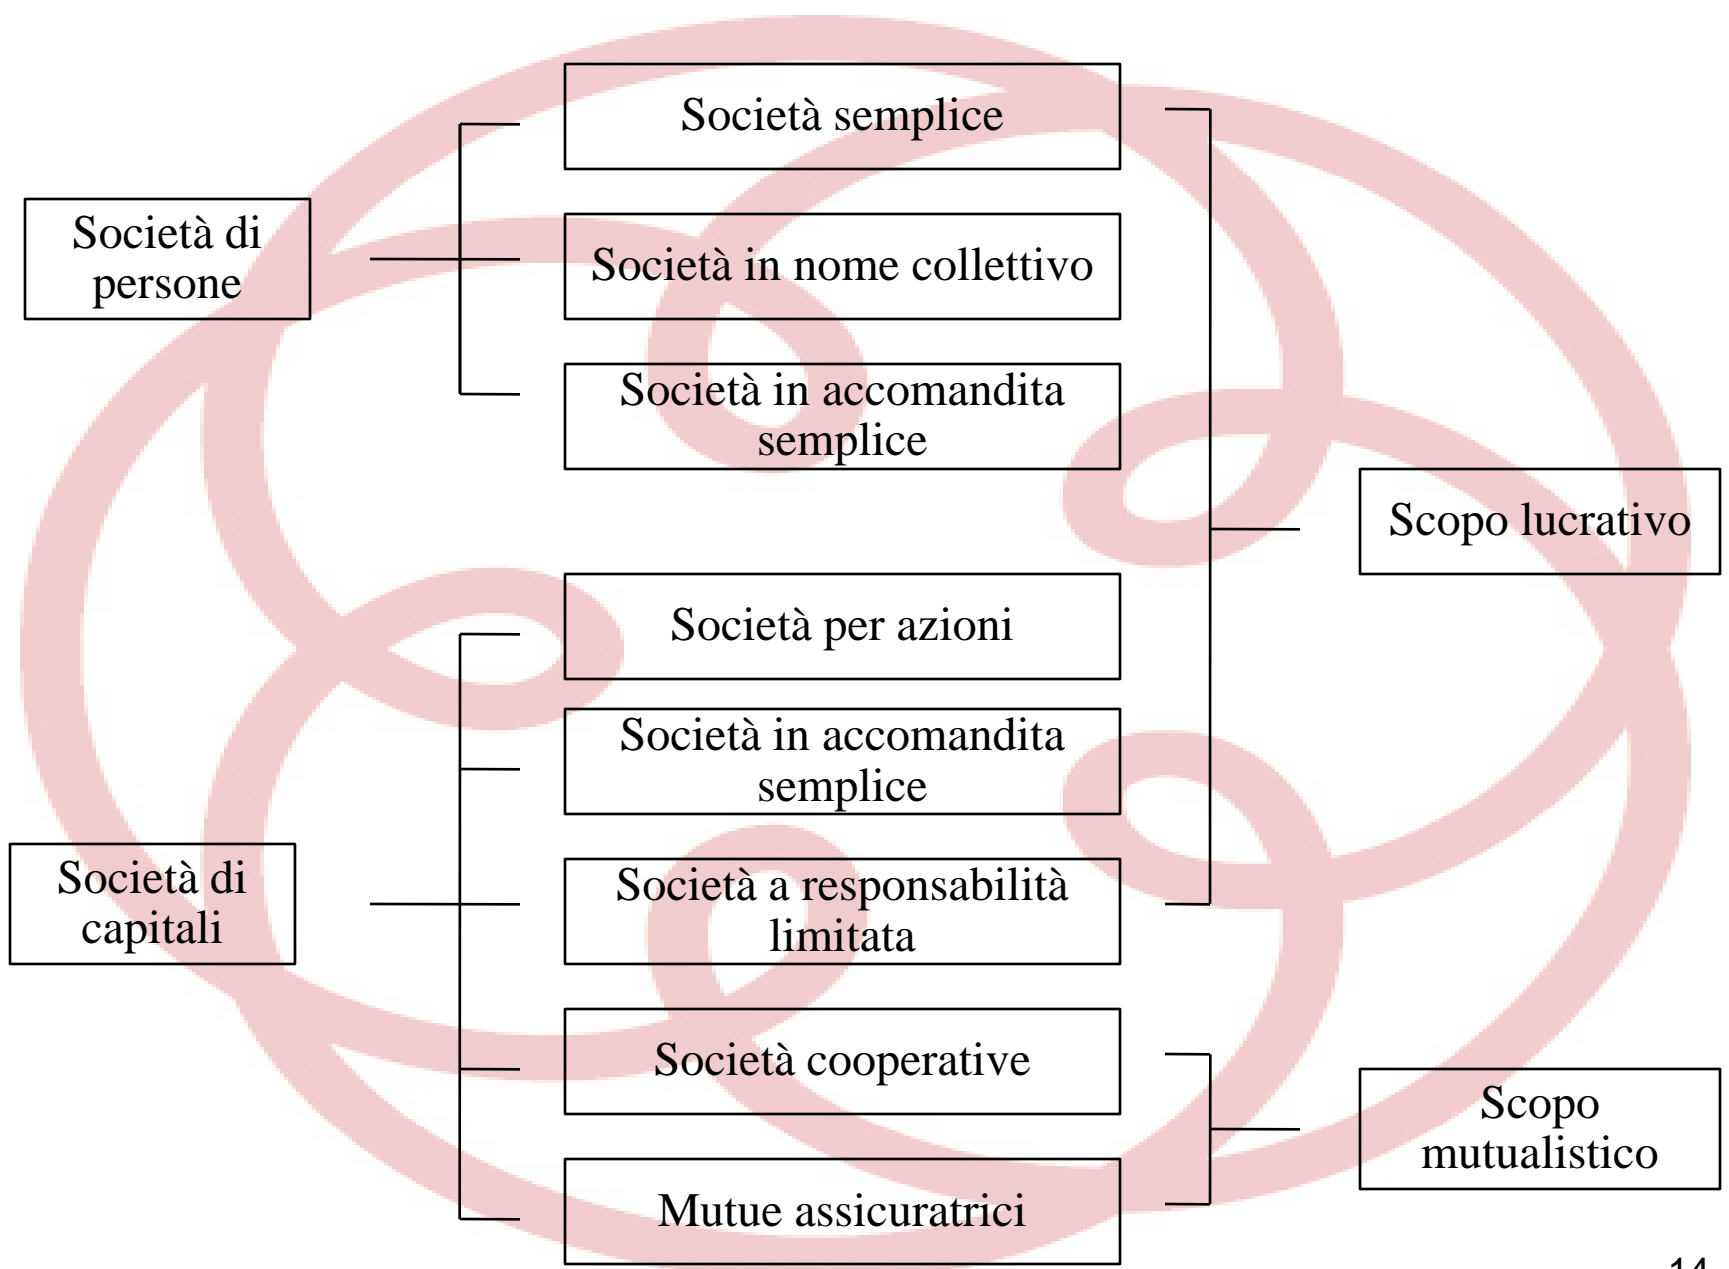 Società semplice
Società di
persone
Società in nome collettivo
Società in accomandita
semplice
Scopo lucrativo
Società per azioni
Società in accomandita
semplice
Società di
capitali
Società a responsabilità
limitata
Società cooperative
Scopo
mutualistico
Mutue assicuratrici
14